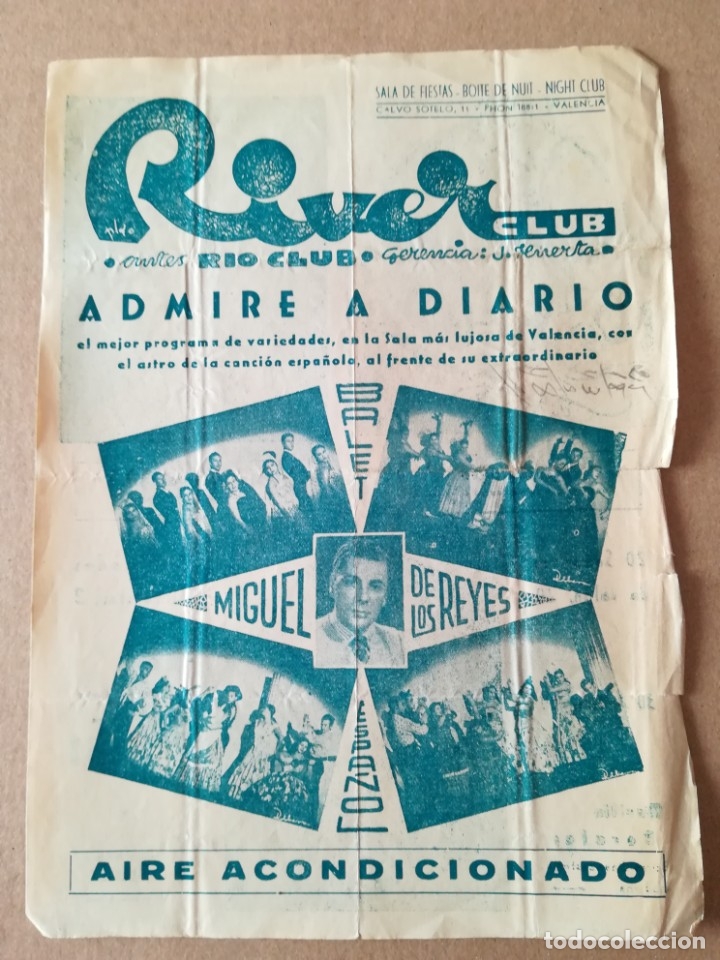 SALA DE FIESTAS - BOITE DE NUIT - NIGHT CLUB
CALVO SOTELO, 11 - PHON 18811 - VALENCIA
River CLUB
• antes RIO CLUB • Gerencia:
ADMIRE A DIARIO
el mejor programa de variedades, en la Sala más lujosa de Valencia, con
el astro de la canción española, al frente de su extraordinario
BALLET
MIGUEL DE LOS REYES
ESPAÑOL
AIRE ACONDICIONADO
todocoleccion.net